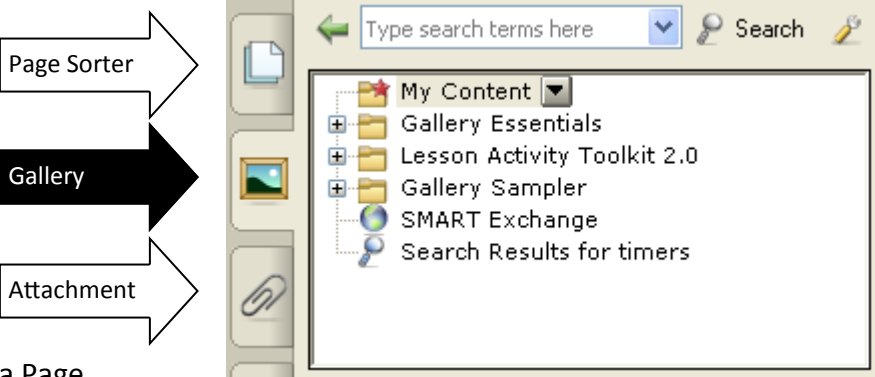 Type search terms here
Search
Page Sorter
My Content
Gallery Essentials
Lesson Activity Toolkit 2.0
Gallery
Gallery Sampler
SMART Exchange
Search Results for timers
Attachment
a Page